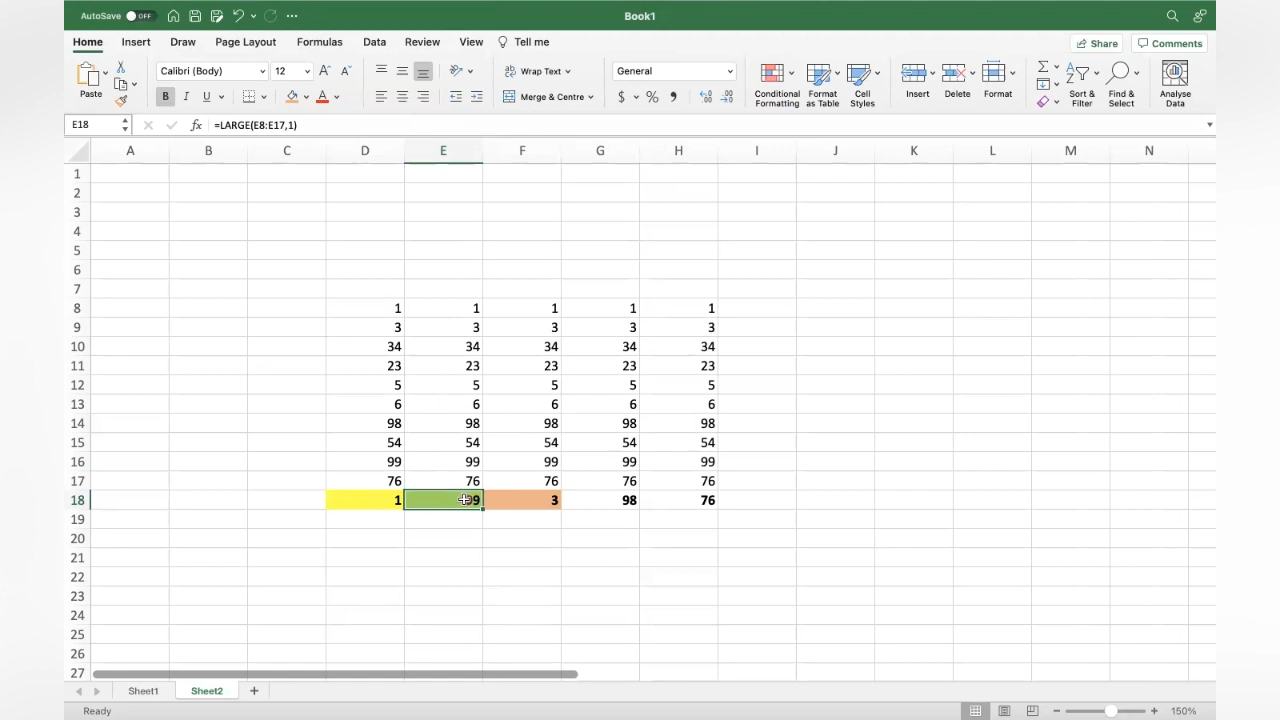 AutoSave OFF Book1
Home Insert Draw Page Layout Formulas Data Review View Tell me Share Comments
Paste Calibri (Body) 12 A A Wrap Text General Conditional Formatting Format as Table Cell Styles Insert Delete Format Sort & Filter Find & Select Analyse Data
B I U A Merge & Centre $ %
E18 fx =LARGE(E8:E17,1)
A B C D E F G H I J K L M N
1
2
3
4
5
6
7
8 1 1 1 1 1
9 3 3 3 3 3
10 34 34 34 34 34
11 23 23 23 23 23
12 5 5 5 5 5
13 6 6 6 6 6
14 98 98 98 98 98
15 54 54 54 54 54
16 99 99 99 99 99
17 76 76 76 76 76
18 1 99 3 98 76
19
20
21
22
23
24
25
26
27
Sheet1 Sheet2 +
Ready 150%